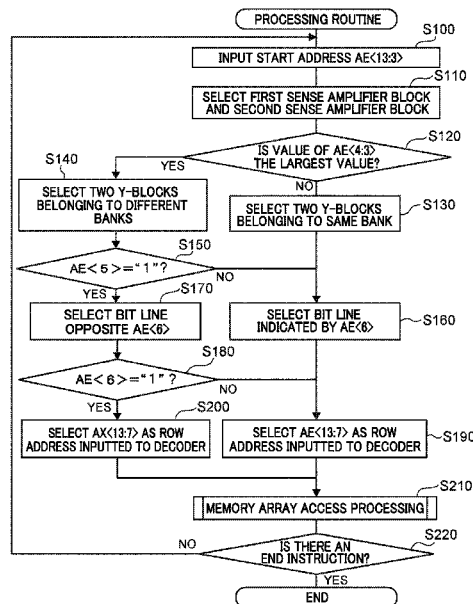 PROCESSING ROUTINE
S100
INPUT START ADDRESS AE<13:3>
S110
SELECT FIRST SENSE AMPLIFIER BLOCK
AND SECOND SENSE AMPLIFIER BLOCK
S120
IS VALUE OF AE<4:3>
THE LARGEST VALUE?
YES
NO
S140
SELECT TWO Y-BLOCKS
BELONGING TO DIFFERENT
BANKS
S130
SELECT TWO Y-BLOCKS
BELONGING TO SAME BANK
S150
AE<5>="1"?
NO
YES
S170
SELECT BIT LINE
OPPOSITE AE<6>
S160
SELECT BIT LINE
INDICATED BY AE<6>
S180
AE<6>="1"?
NO
YES
S200
SELECT AX<13:7> AS ROW
ADDRESS INPUTTED TO DECODER
SELECT AE<13:7> AS ROW
ADDRESS INPUTTED TO DECODER
S190
S210
MEMORY ARRAY ACCESS PROCESSING
S220
NO
IS THERE AN
END INSTRUCTION?
YES
END